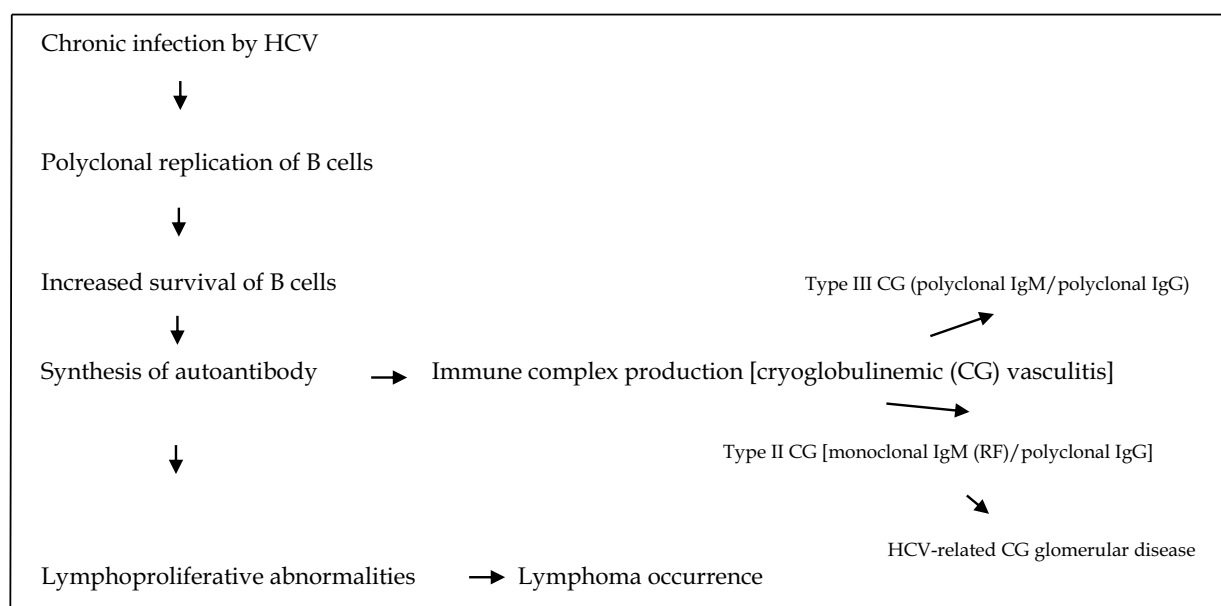 Chronic infection by HCV
Polyclonal replication of B cells
Increased survival of B cells
Type III CG (polyclonal IgM/polyclonal IgG)
Synthesis of autoantibody
Immune complex production [cryoglobulinemic (CG) vasculitis]
Type II CG [monoclonal IgM (RF)/polyclonal IgG]
HCV-related CG glomerular disease
Lymphoproliferative abnormalities
Lymphoma occurrence